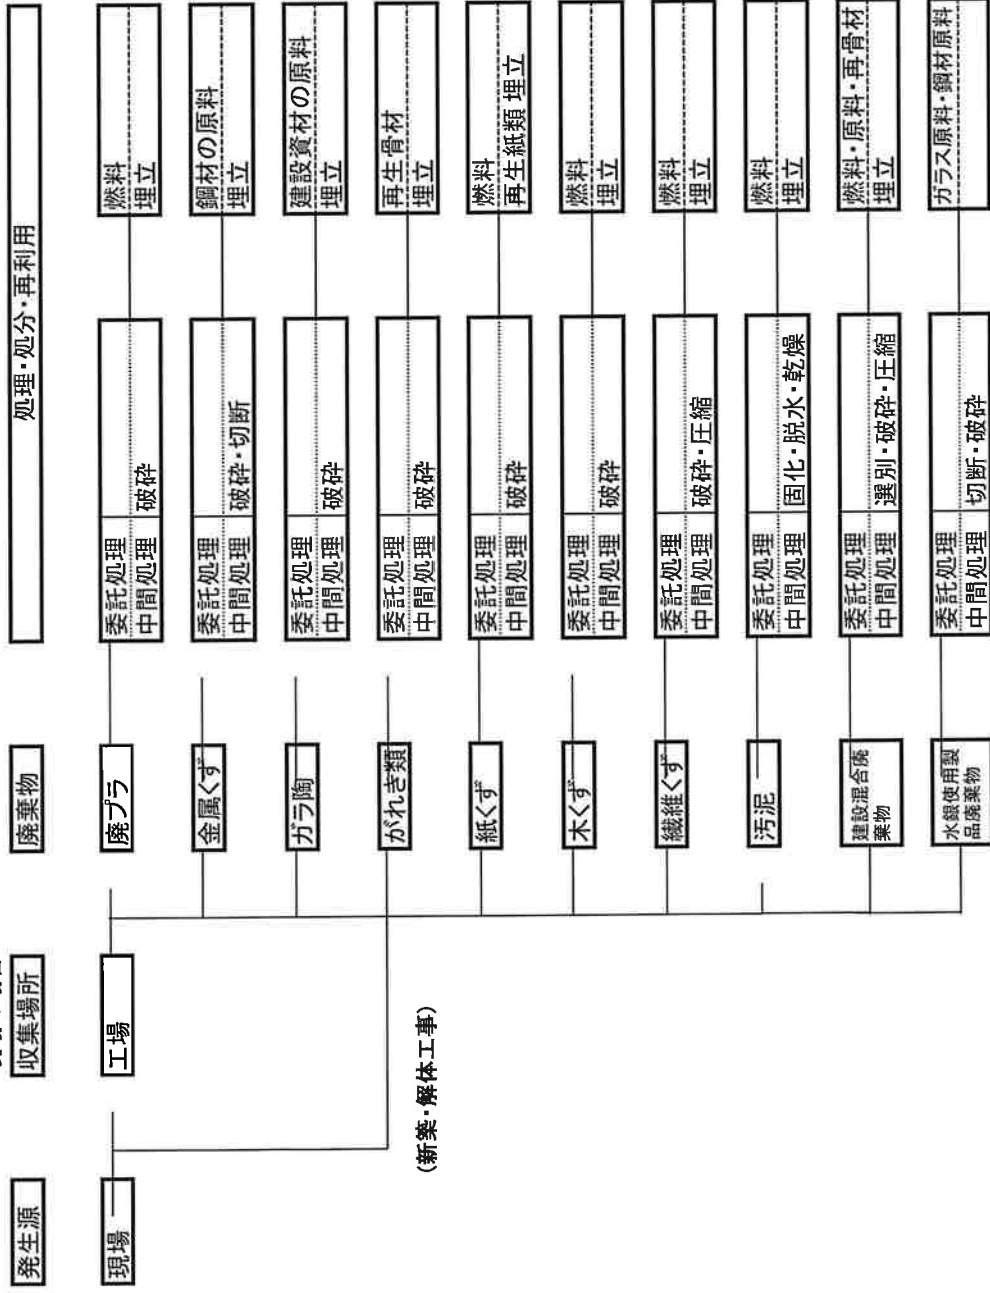 発生源
収集場所
廃棄物
処理・処分・再利用
現場
工場
廃プラ
委託処理
中間処理 破砕
燃料
埋立
金属くず
委託処理
中間処理 破砕・切断
鋼材の原料
埋立
ガラ陶
委託処理
中間処理 破砕
建設資材の原料
埋立
がれき類
委託処理
中間処理 破砕
再生骨材
埋立
(新築・解体工事)
紙くず
委託処理
中間処理 破砕
燃料
再生紙類 埋立
木くず
委託処理
中間処理 破砕
燃料
埋立
繊維くず
委託処理
中間処理 破砕・圧縮
燃料
埋立
汚泥
委託処理
中間処理 固化・脱水・乾燥
燃料
埋立
建設混合廃
棄物
委託処理
中間処理 選別・破砕・圧縮
燃料・原料・再骨材
埋立
水銀使用製
品廃棄物
委託処理
中間処理 切断・破砕
ガラス原料・鋼材原料